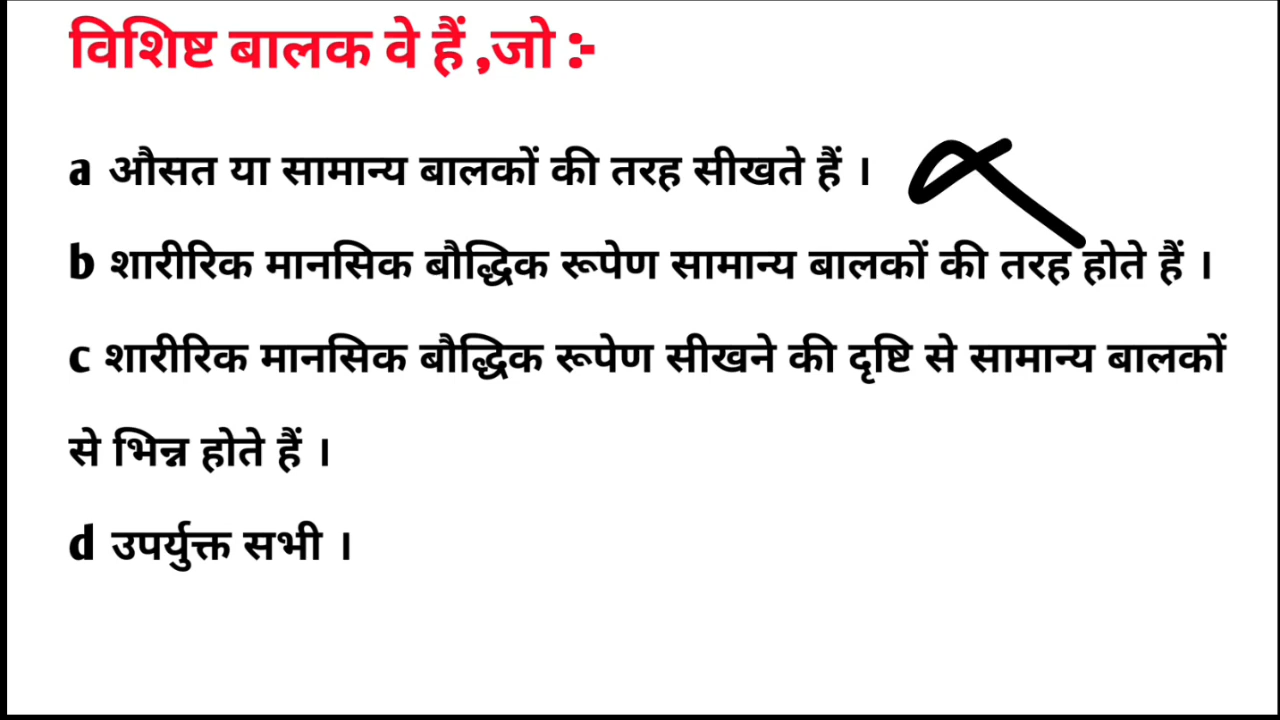 विशिष्ट बालक वे हैं ,जो :-
a औसत या सामान्य बालकों की तरह सीखते हैं ।
b शारीरिक मानसिक बौद्धिक रूपेण सामान्य बालकों की तरह होते हैं ।
c शारीरिक मानसिक बौद्धिक रूपेण सीखने की दृष्टि से सामान्य बालकों
से भिन्न होते हैं ।
d उपर्युक्त सभी ।